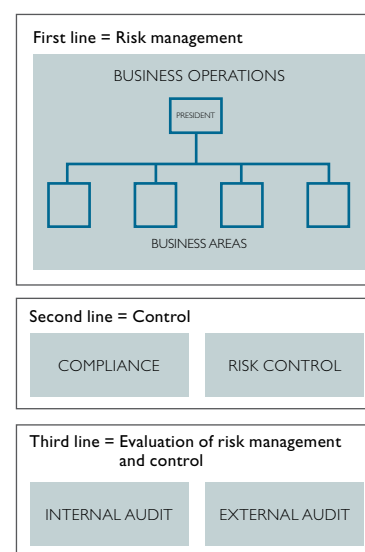 First line = Risk management
BUSINESS OPERATIONS
PRESIDENT
BUSINESS AREAS
Second line = Control
COMPLIANCE
RISK CONTROL
Third line = Evaluation of risk management
and control
INTERNAL AUDIT
EXTERNAL AUDIT